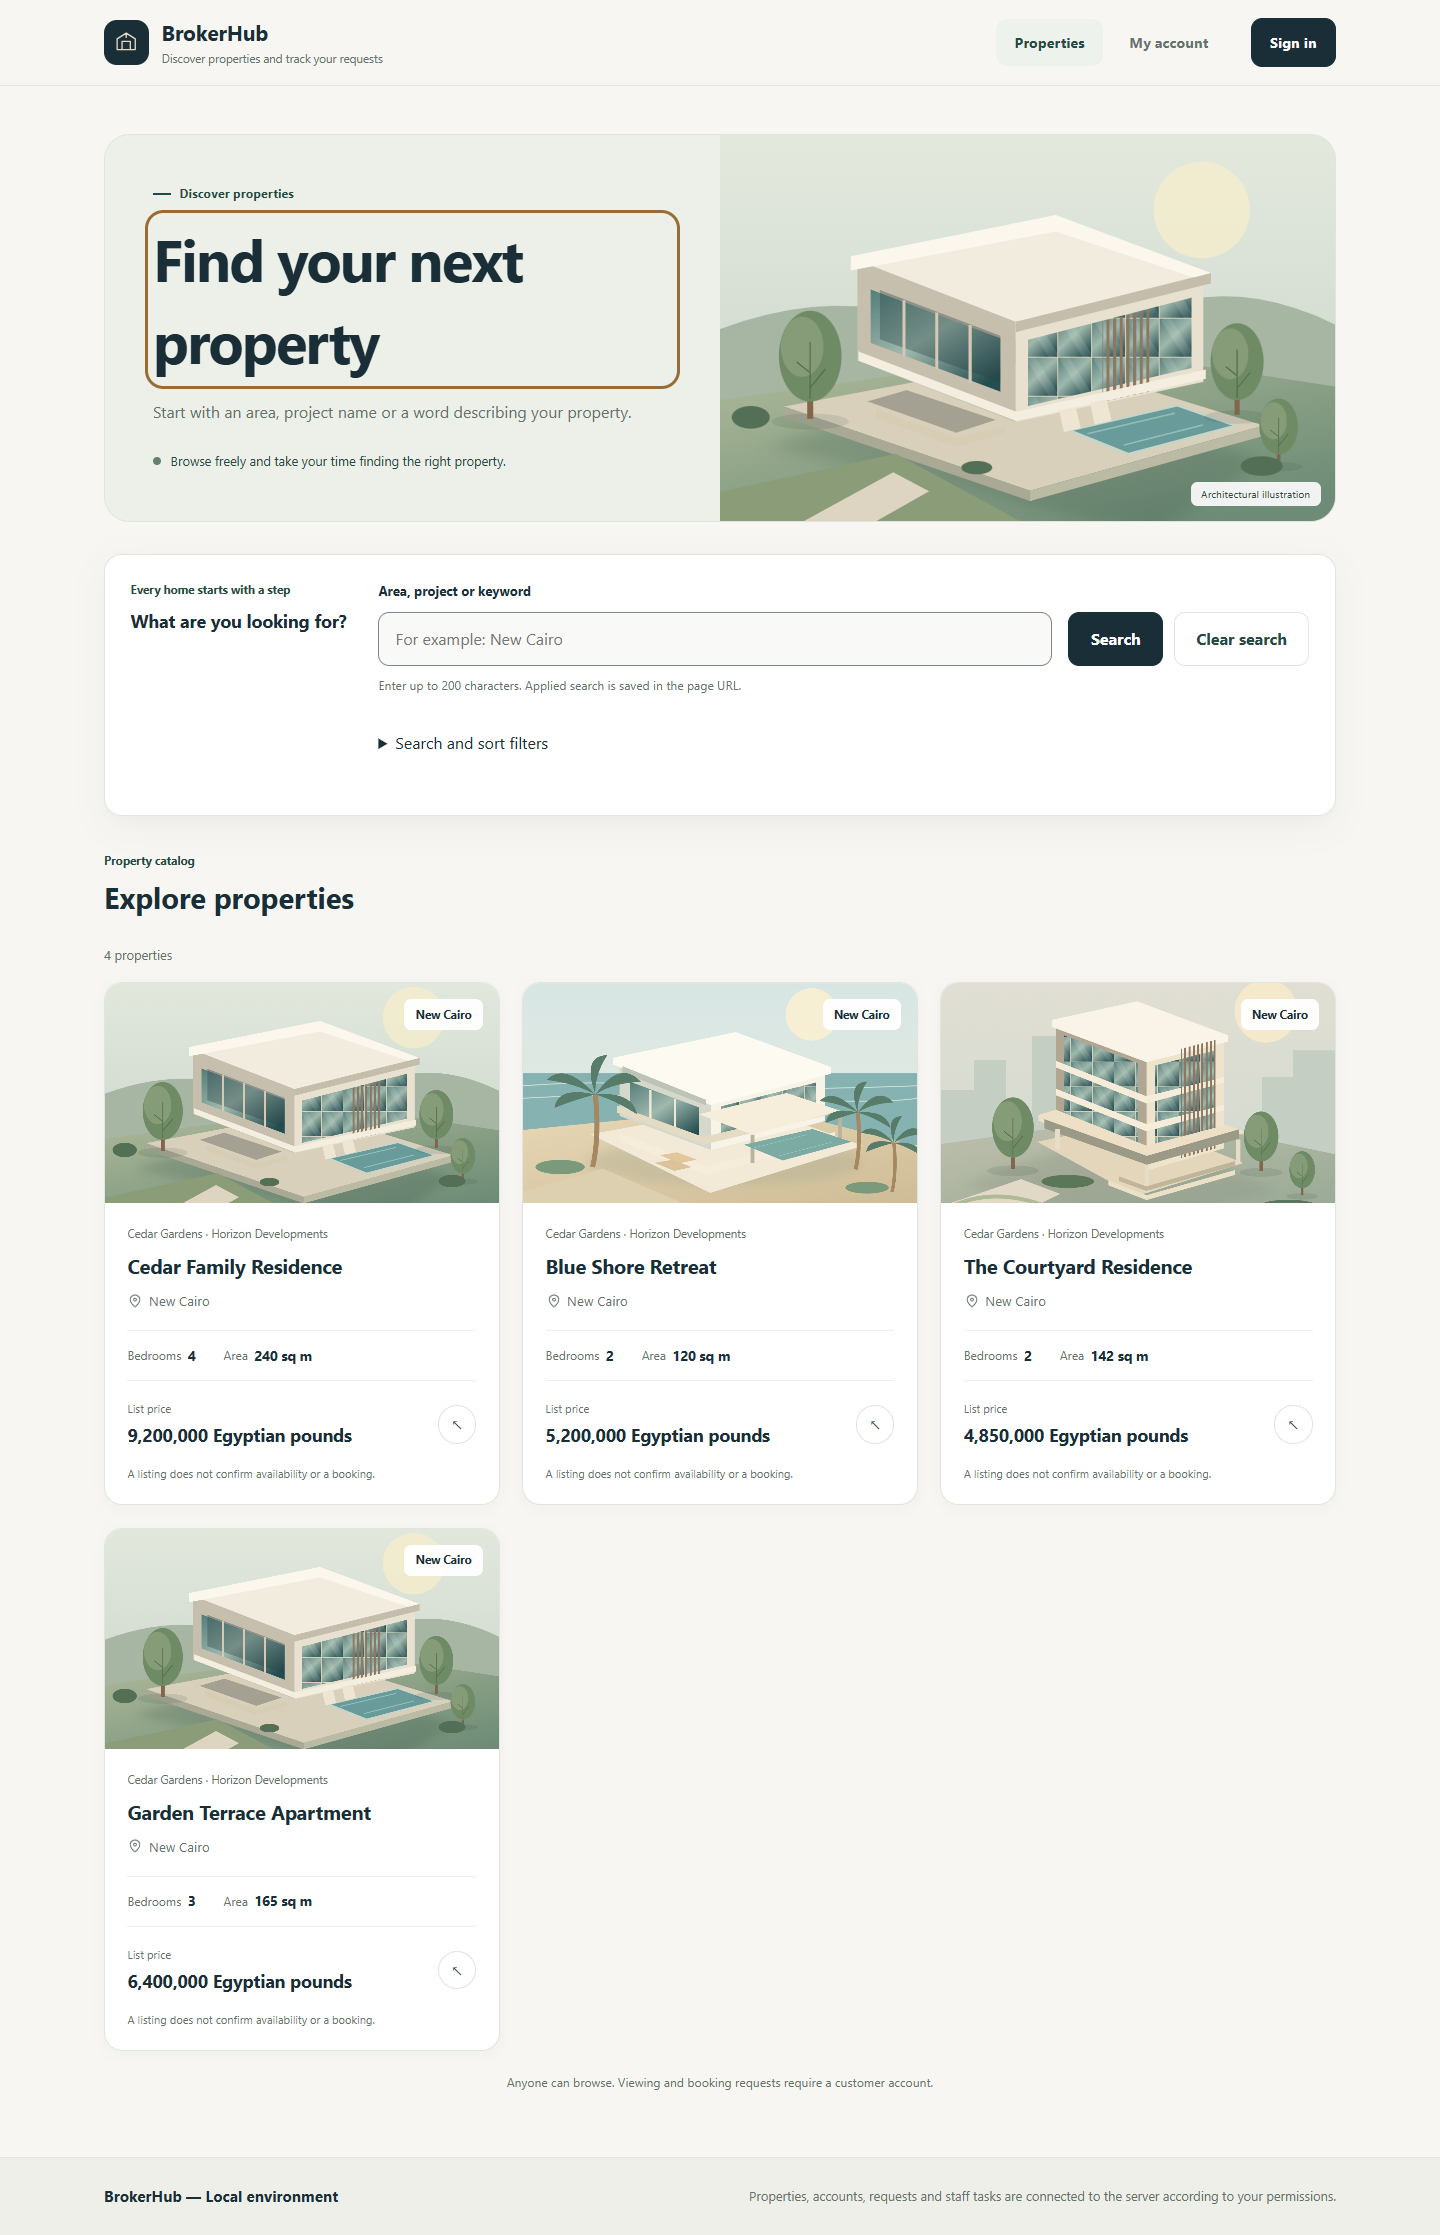 BrokerHub
Discover properties and track your requests
Properties
My account
Sign in
Discover properties
Find your next
property
Start with an area, project name or a word describing your property.
Browse freely and take your time finding the right property.
Architectural illustration
Every home starts with a step
What are you looking for?
Area, project or keyword
For example: New Cairo
Search
Clear search
Enter up to 200 characters. Applied search is saved in the page URL.
Search and sort filters
Property catalog
Explore properties
4 properties
New Cairo
Cedar Gardens · Horizon Developments
Cedar Family Residence
New Cairo
Bedrooms 4 Area 240 sq m
List price
9,200,000 Egyptian pounds
A listing does not confirm availability or a booking.
New Cairo
Cedar Gardens · Horizon Developments
Blue Shore Retreat
New Cairo
Bedrooms 2 Area 120 sq m
List price
5,200,000 Egyptian pounds
A listing does not confirm availability or a booking.
New Cairo
Cedar Gardens · Horizon Developments
The Courtyard Residence
New Cairo
Bedrooms 2 Area 142 sq m
List price
4,850,000 Egyptian pounds
A listing does not confirm availability or a booking.
New Cairo
Cedar Gardens · Horizon Developments
Garden Terrace Apartment
New Cairo
Bedrooms 3 Area 165 sq m
List price
6,400,000 Egyptian pounds
A listing does not confirm availability or a booking.
Anyone can browse. Viewing and booking requests require a customer account.
BrokerHub — Local environment
Properties, accounts, requests and staff tasks are connected to the server according to your permissions.